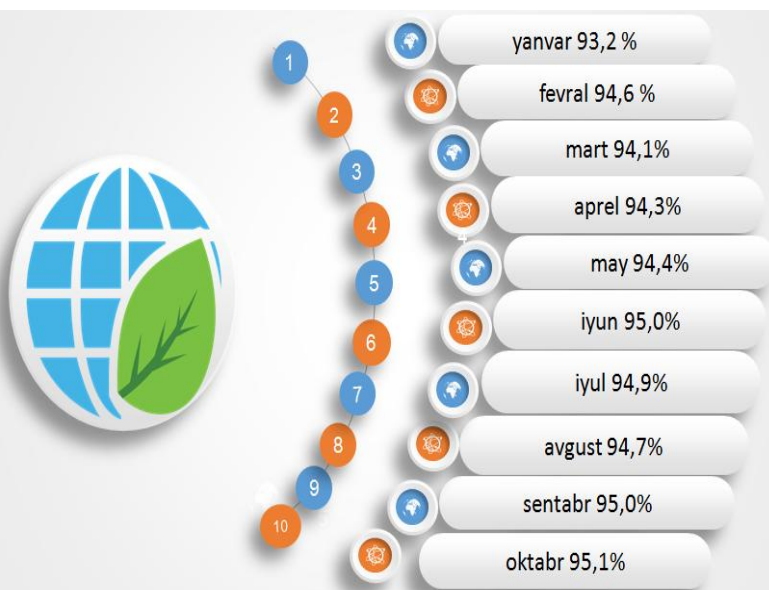 1
2
3
4
5
6
7
8
9
10
yanvar 93,2 %
fevral 94,6 %
mart 94,1%
aprel 94,3%
4
may 94,4%
iyun 95,0%
iyul 94,9%
avgust 94,7%
sentabr 95,0%
oktabr 95,1%